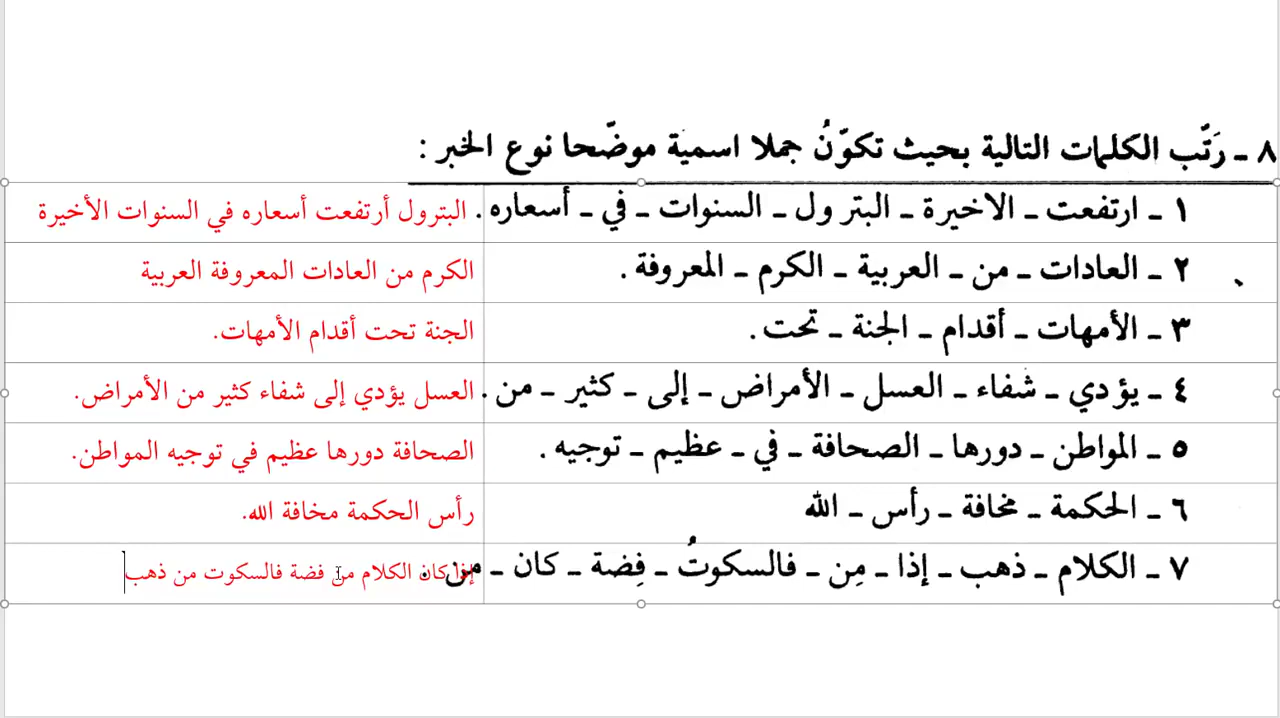 ٨ ـ رَتّب الكلمات التالية بحيث تكوّنُ جملا اسمية موضّحا نوع الخبر :
١ ـ ارتفعت ـ الاخيرة ـ البترول ـ السنوات ـ في ـ أسعاره . البترول أرتفعت أسعاره في السنوات الأخيرة
٢ ـ العادات ـ من ـ العربية ـ الكرم ـ المعروفة . الكرم من العادات المعروفة العربية
٣ ـ الأمهات ـ أقدام ـ الجنة ـ تحت . الجنة تحت أقدام الأمهات.
٤ ـ يؤدي ـ شفاء ـ العسل ـ الأمراض ـ إلى ـ كثير ـ من . العسل يؤدي إلى شفاء كثير من الأمراض.
٥ ـ المواطن ـ دورها ـ الصحافة ـ في ـ عظيم ـ توجيه . الصحافة دورها عظيم في توجيه المواطن.
٦ ـ الحكمة ـ مخافة ـ رأس ـ الله رأس الحكمة مخافة الله.
٧ ـ الكلام ـ ذهب ـ إذا ـ مِن ـ فالسكوتُ ـ فِضة ـ كان ـ من . إذا كان الكلام من فضة فالسكوت من ذهب